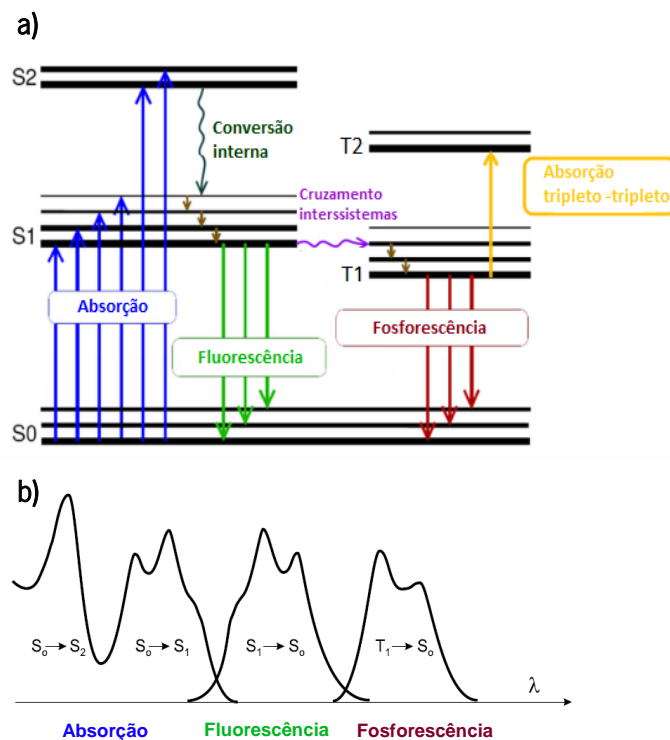 a)
S2
Conversão
interna
T2
Absorção
tripleto -tripleto
Cruzamento
interssistemas
S1
T1
Absorção
Fosforescência
Fluorescência
S0
b)
So→S2
So→S1
S1→So
T1→So
λ
Absorção
Fluorescência
Fosforescência